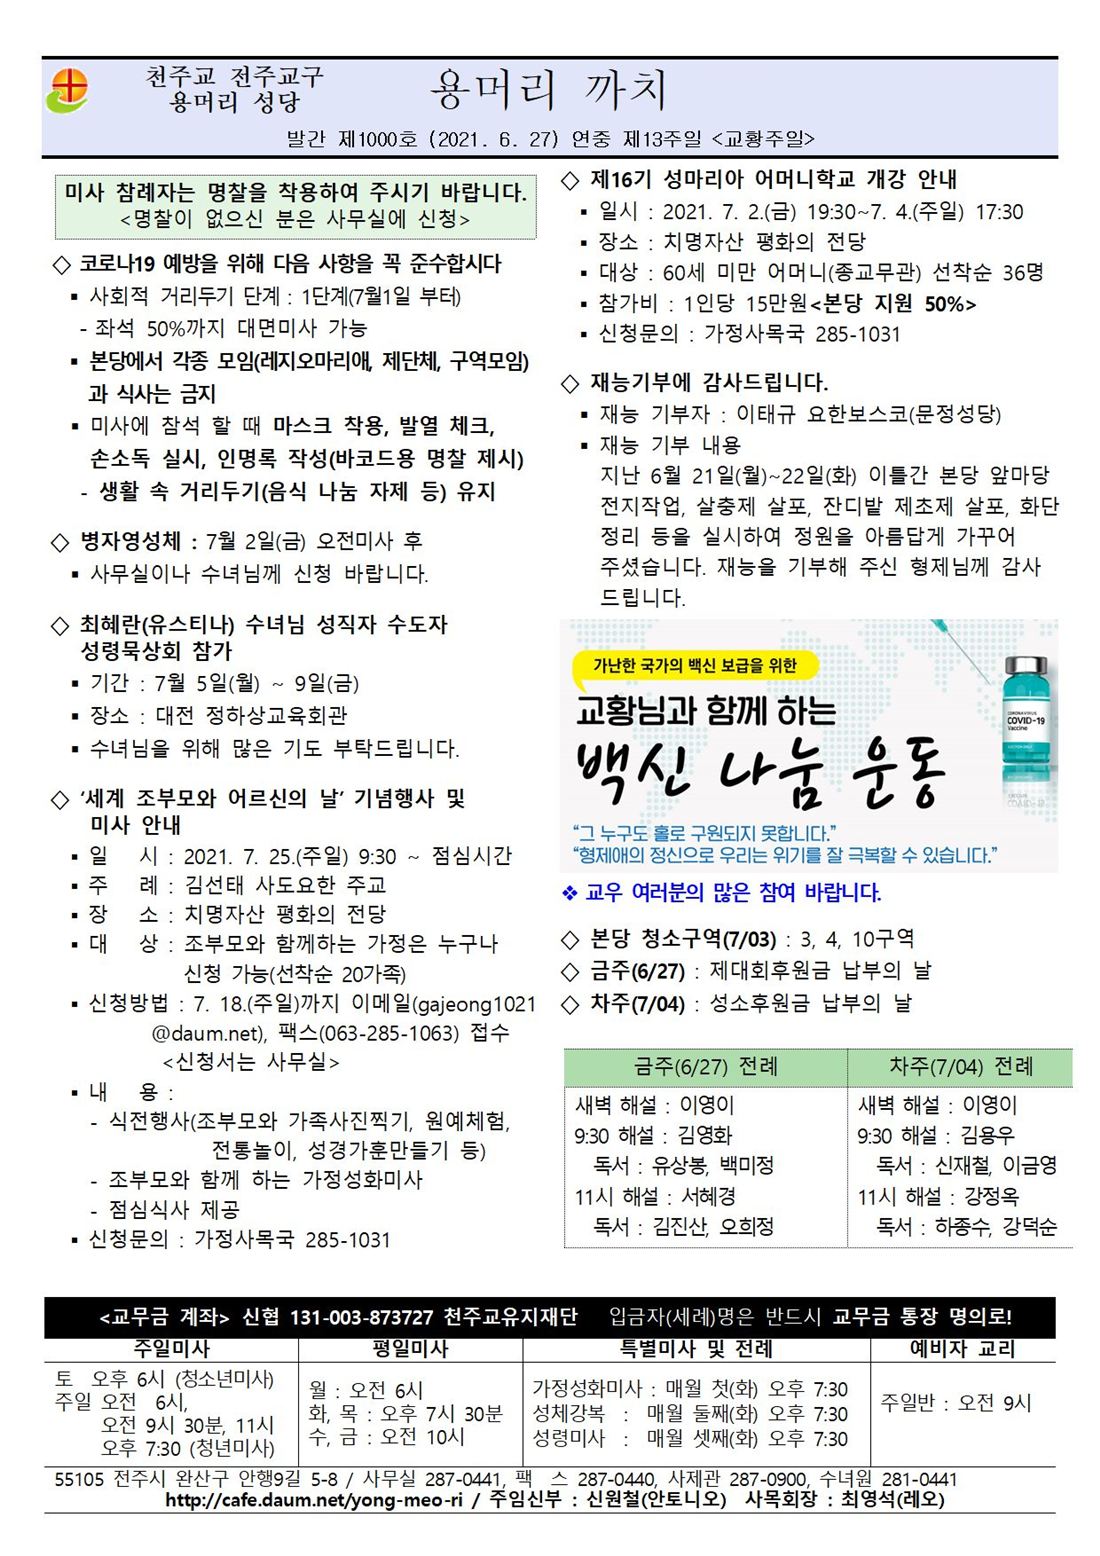 천주교 전주교구
용머리 성당
용머리 까치
발간 제1000호 (2021. 6. 27) 연중 제13주일 <교황주일>
미사 참례자는 명찰을 착용하여 주시기 바랍니다.
<명찰이 없으신 분은 사무실에 신청>
◇ 코로나19 예방을 위해 다음 사항을 꼭 준수합시다
▪ 사회적 거리두기 단계 : 1단계(7월1일 부터)
- 좌석 50%까지 대면미사 가능
▪ 본당에서 각종 모임(레지오마리애, 제단체, 구역모임)
과 식사는 금지
▪ 미사에 참석 할 때 마스크 착용, 발열 체크,
손소독 실시, 인명록 작성(바코드용 명찰 제시)
- 생활 속 거리두기(음식 나눔 자제 등) 유지
◇ 병자영성체 : 7월 2일(금) 오전미사 후
▪ 사무실이나 수녀님께 신청 바랍니다.
◇ 최혜란(유스티나) 수녀님 성직자 수도자
성령묵상회 참가
▪ 기간 : 7월 5일(월) ~ 9일(금)
▪ 장소 : 대전 정하상교육회관
▪ 수녀님을 위해 많은 기도 부탁드립니다.
◇ ‘세계 조부모와 어르신의 날’ 기념행사 및
미사 안내
▪ 일 시 : 2021. 7. 25.(주일) 9:30 ~ 점심시간
▪ 주 례 : 김선태 사도요한 주교
▪ 장 소 : 치명자산 평화의 전당
▪ 대 상 : 조부모와 함께하는 가정은 누구나
신청 가능(선착순 20가족)
▪ 신청방법 : 7. 18.(주일)까지 이메일(gajeong1021
@daum.net), 팩스(063-285-1063) 접수
<신청서는 사무실>
▪ 내 용 :
- 식전행사(조부모와 가족사진찍기, 원예체험,
전통놀이, 성경가훈만들기 등)
- 조부모와 함께 하는 가정성화미사
- 점심식사 제공
▪ 신청문의 : 가정사목국 285-1031
◇ 제16기 성마리아 어머니학교 개강 안내
▪ 일시 : 2021. 7. 2.(금) 19:30~7. 4.(주일) 17:30
▪ 장소 : 치명자산 평화의 전당
▪ 대상 : 60세 미만 어머니(종교무관) 선착순 36명
▪ 참가비 : 1인당 15만원<본당 지원 50%>
▪ 신청문의 : 가정사목국 285-1031
◇ 재능기부에 감사드립니다.
▪ 재능 기부자 : 이태규 요한보스코(문정성당)
▪ 재능 기부 내용
지난 6월 21일(월)~22일(화) 이틀간 본당 앞마당
전지작업, 살충제 살포, 잔디밭 제초제 살포, 화단
정리 등을 실시하여 정원을 아름답게 가꾸어
주셨습니다. 재능을 기부해 주신 형제님께 감사
드립니다.
가난한 국가의 백신 보급을 위한
교황님과 함께 하는
백신 나눔 운동
CORONAVIRUS
COVID-19
Vaccine
“그 누구도 홀로 구원되지 못합니다.”
“형제애의 정신으로 우리는 위기를 잘 극복할 수 있습니다.”
❖ 교우 여러분의 많은 참여 바랍니다.
◇ 본당 청소구역(7/03) : 3, 4, 10구역
◇ 금주(6/27) : 제대회후원금 납부의 날
◇ 차주(7/04) : 성소후원금 납부의 날
금주(6/27) 전례
새벽 해설 : 이영이
9:30 해설 : 김영화
독서 : 유상봉, 백미정
11시 해설 : 서혜경
독서 : 김진산, 오희정
차주(7/04) 전례
새벽 해설 : 이영이
9:30 해설 : 김용우
독서 : 신재철, 이금영
11시 해설 : 강정옥
독서 : 하종수, 강덕순
<교무금 계좌> 신협 131-003-873727 천주교유지재단 입금자(세례)명은 반드시 교무금 통장 명의로!
주일미사
토 오후 6시 (청소년미사)
주일 오전 6시,
오전 9시 30분, 11시
오후 7:30 (청년미사)
평일미사
월 : 오전 6시
화, 목 : 오후 7시 30분
수, 금 : 오전 10시
특별미사 및 전례
가정성화미사 : 매월 첫(화) 오후 7:30
성체강복 : 매월 둘째(화) 오후 7:30
성령미사 : 매월 셋째(화) 오후 7:30
예비자 교리
주일반 : 오전 9시
55105 전주시 완산구 안행9길 5-8 / 사무실 287-0441, 팩 스 287-0440, 사제관 287-0900, 수녀원 281-0441
http://cafe.daum.net/yong-meo-ri / 주임신부 : 신원철(안토니오) 사목회장 : 최영석(레오)